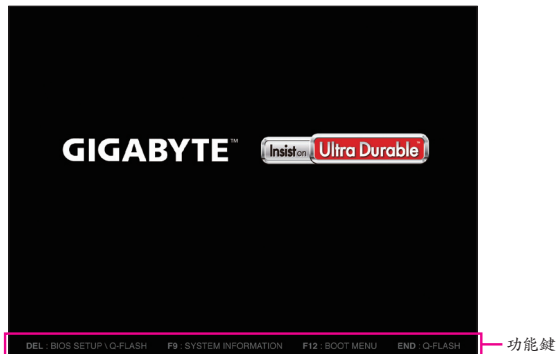 GIGABYTE™
Insist on Ultra Durable™
DEL : BIOS SETUP \ Q-FLASH F9 : SYSTEM INFORMATION F12 : BOOT MENU END : Q-FLASH
功能鍵